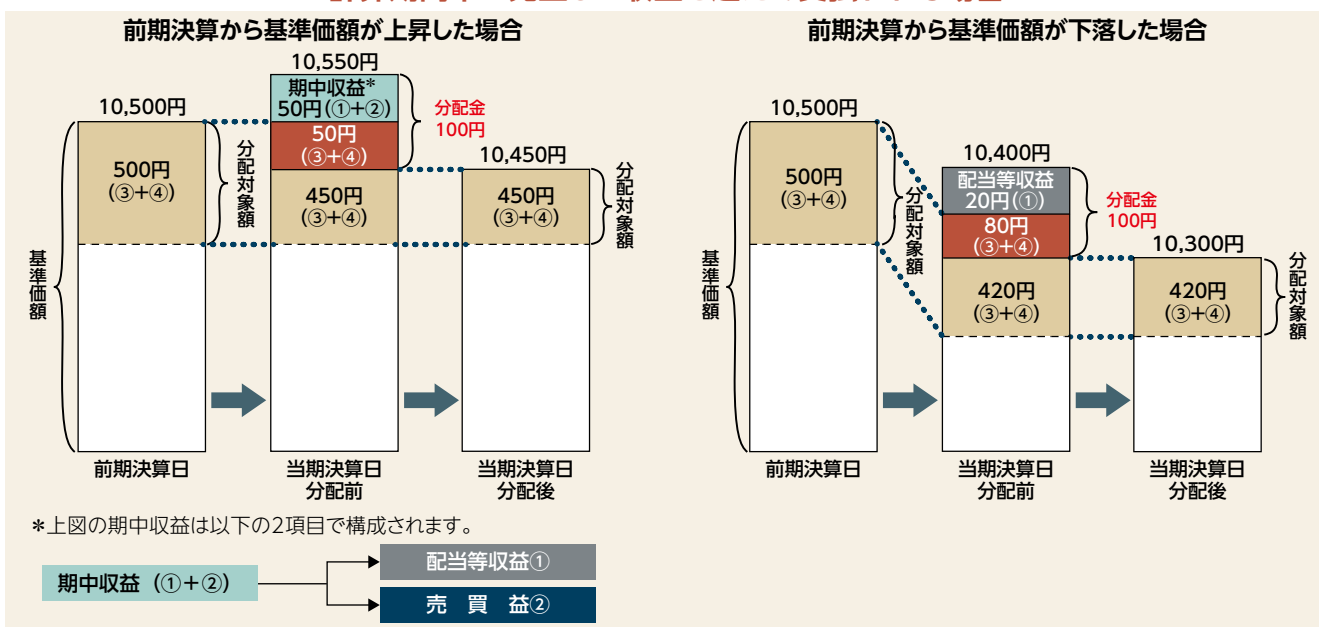 前期決算から基準価額が上昇した場合
10,500円
500円
(③+④)
分配対象額
基準価額
10,550円
期中収益*
50円(①+②)
50円
(③+④)
450円
(③+④)
分配金
100円
10,450円
450円
(③+④)
分配対象額
前期決算日
当期決算日
分配前
当期決算日
分配後
前期決算から基準価額が下落した場合
10,500円
500円
(③+④)
分配対象額
基準価額
10,400円
配当等収益
20円(①)
80円
(③+④)
420円
(③+④)
分配金
100円
10,300円
420円
(③+④)
分配対象額
前期決算日
当期決算日
分配前
当期決算日
分配後
*上図の期中収益は以下の2項目で構成されます。
期中収益 (①+②)
配当等収益①
売 買 益②